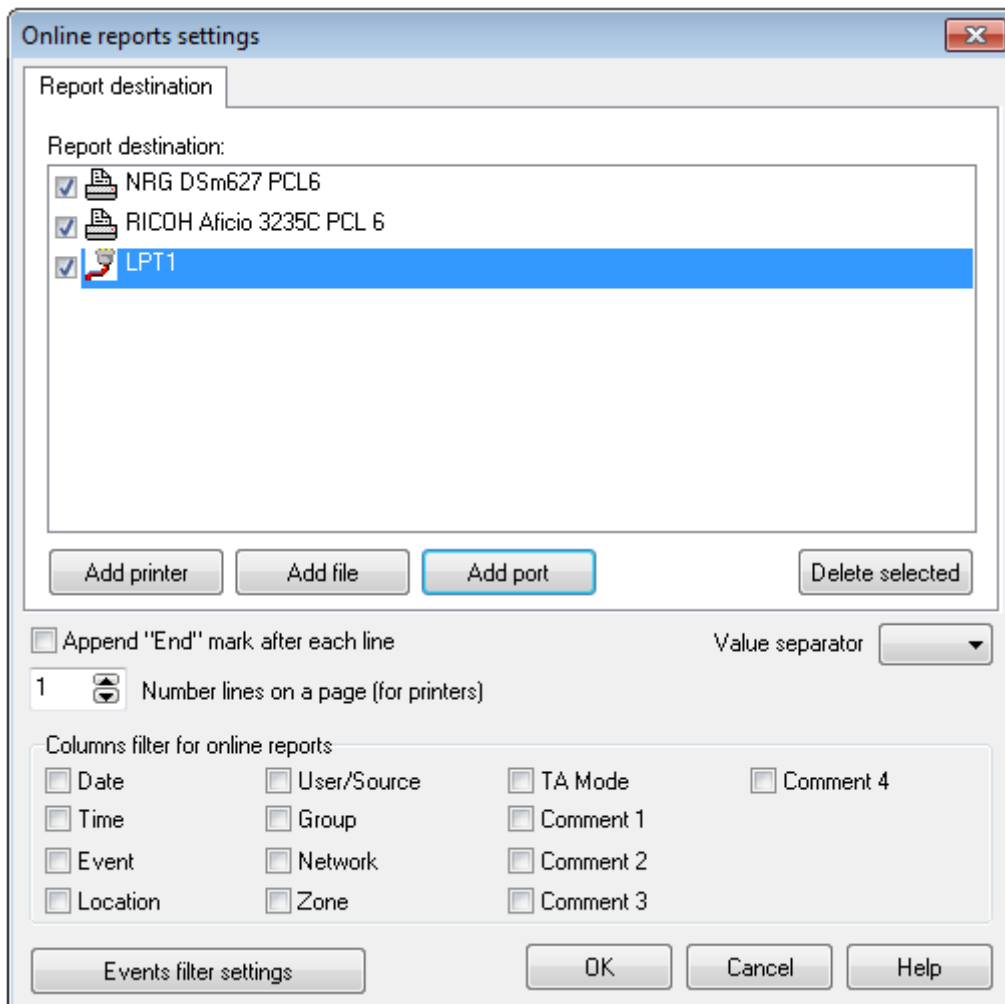 Online reports settings
Report destination
Report destination:
NRG DSm627 PCL6
RICOH Aficio 3235C PCL 6
LPT1
Add printer Add file Add port Delete selected
Append "End" mark after each line Value separator
1 Number lines on a page (for printers)
Columns filter for online reports
Date User/Source TA Mode Comment 4
Time Group Comment 1
Event Network Comment 2
Location Zone Comment 3
Events filter settings OK Cancel Help